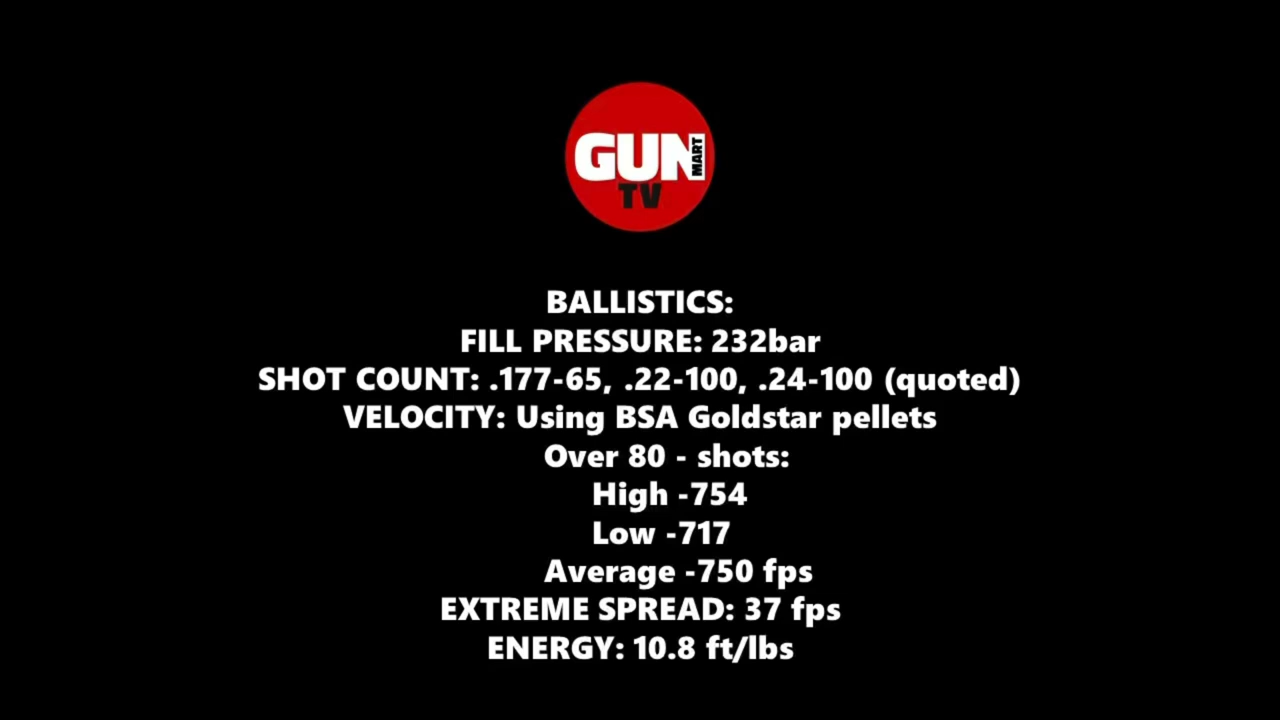 GUN MART
TV
BALLISTICS:
FILL PRESSURE: 232bar
SHOT COUNT: .177-65, .22-100, .24-100 (quoted)
VELOCITY: Using BSA Goldstar pellets
Over 80 - shots:
High -754
Low -717
Average -750 fps
EXTREME SPREAD: 37 fps
ENERGY: 10.8 ft/lbs